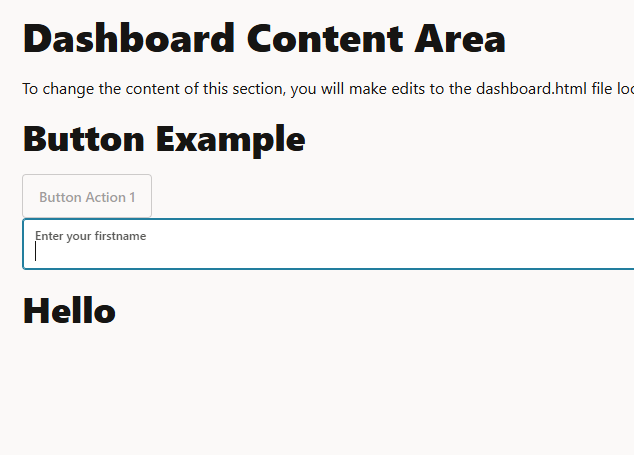 Dashboard Content Area
To change the content of this section, you will make edits to the dashboard.html file
Button Example
Button Action 1
Enter your firstname
Hello